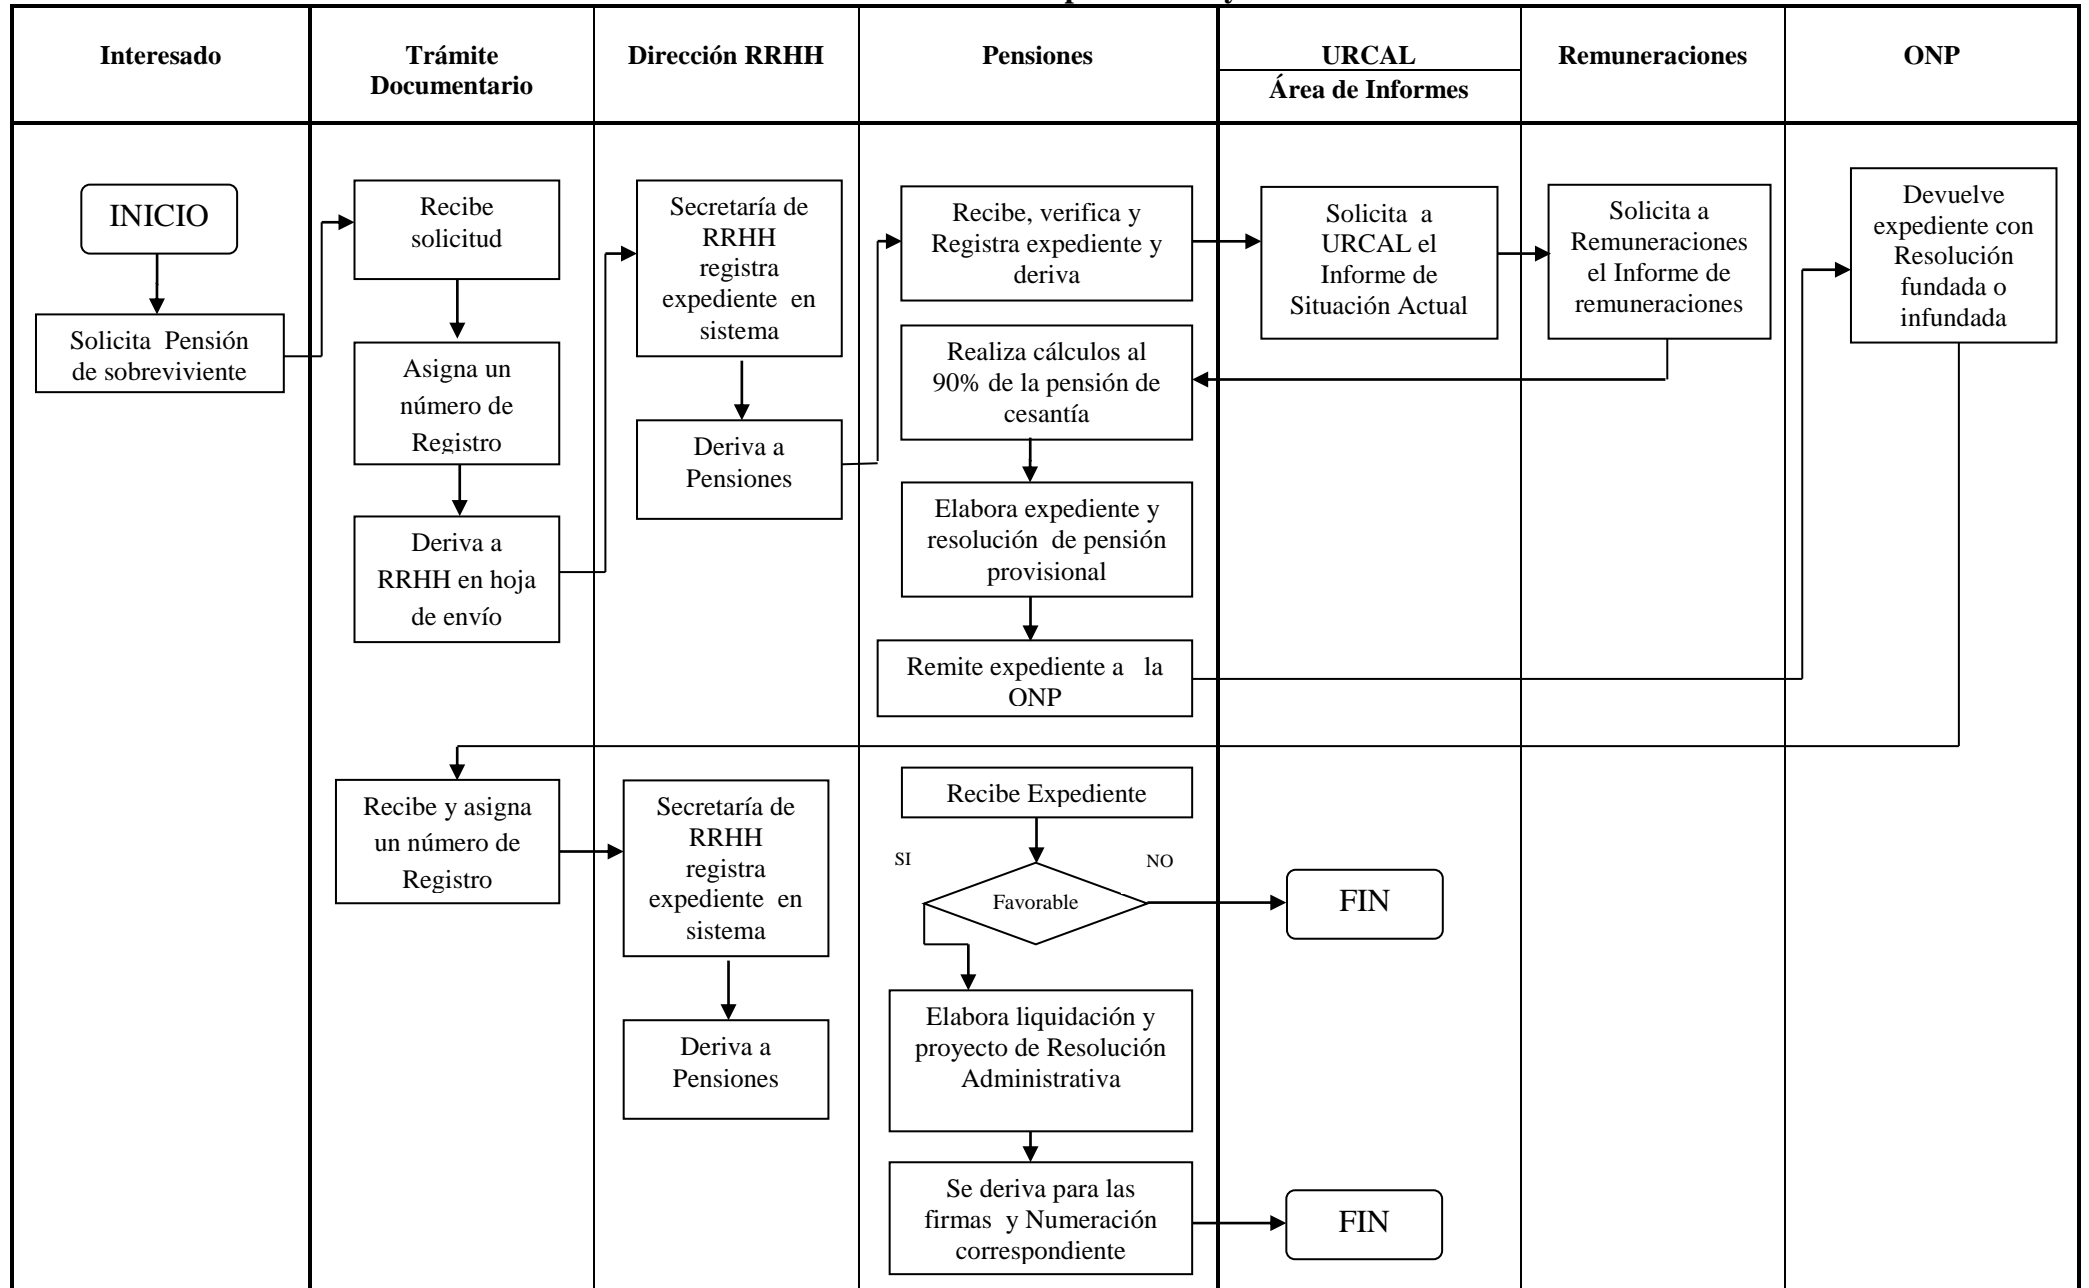 Interesado
Trámite
Documentario
Dirección RRHH
Pensiones
URCAL
Área de Informes
Remuneraciones
ONP
INICIO
Solicita Pensión
de sobreviviente
Recibe
solicitud
Asigna un
número de
Registro
Deriva a
RRHH en hoja
de envío
Secretaría de
RRHH
registra
expediente en
sistema
Deriva a
Pensiones
Recibe, verifica y
Registra expediente y
deriva
Solicita a
URCAL el
Informe de
Situación Actual
Solicita a
Remuneraciones
el Informe de
remuneraciones
Realiza cálculos al
90% de la pensión de
cesantía
Elabora expediente y
resolución de pensión
provisional
Remite expediente a la
ONP
Devuelve
expediente con
Resolución
fundada o
infundada
Recibe y asigna
un número de
Registro
Secretaría de
RRHH
registra
expediente en
sistema
Deriva a
Pensiones
Recibe Expediente
SI
NO
Favorable
FIN
Elabora liquidación y
proyecto de Resolución
Administrativa
Se deriva para las
firmas y Numeración
correspondiente
FIN